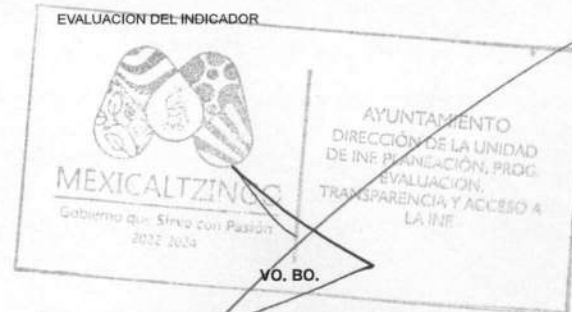 EVALUACION DEL INDICADOR
MEXICALTZINGO
Gobierno que Sirve con Pasión
2022-2024
AYUNTAMIENTO
DIRECCIÓN DE LA UNIDAD
DE INF. PLANEACIÓN, PROG.
EVALUACIÓN,
TRANSPARENCIA Y ACCESO A
LA INF.
VO. BO.